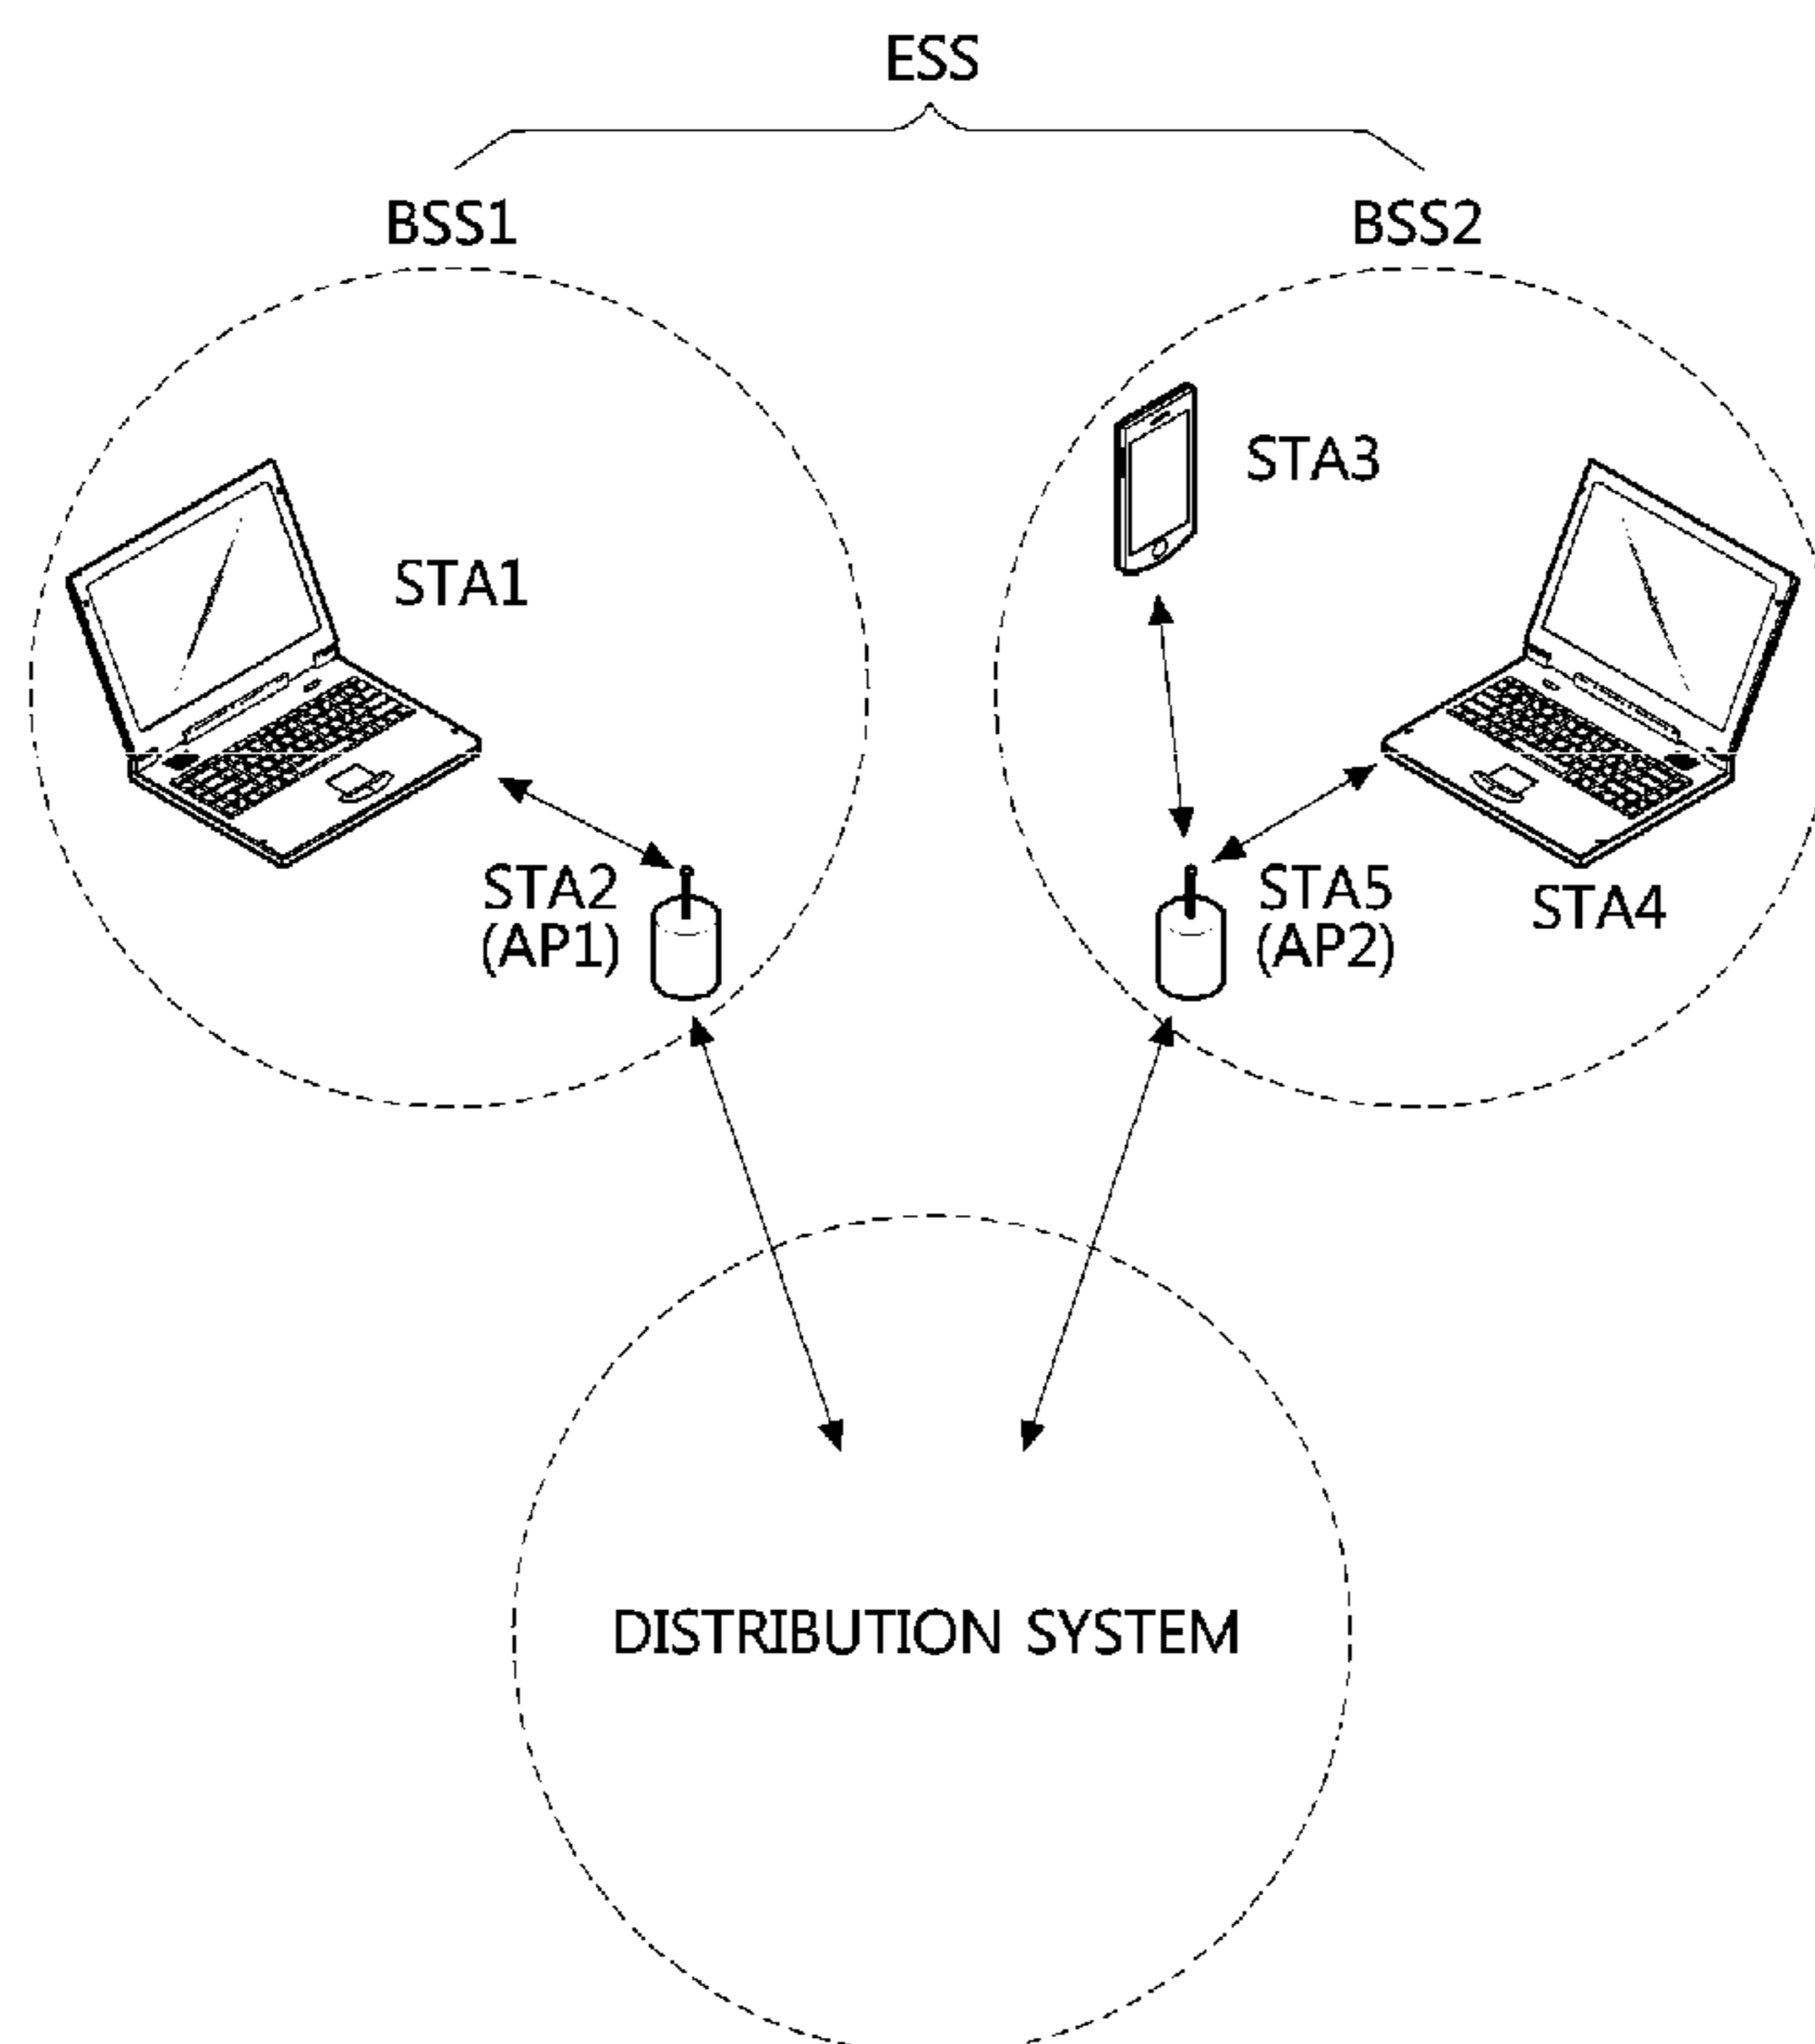 ESS
BSS1
BSS2
STA3
STA1
STA2
(AP1)
STA5
(AP2)
STA4
DISTRIBUTION SYSTEM